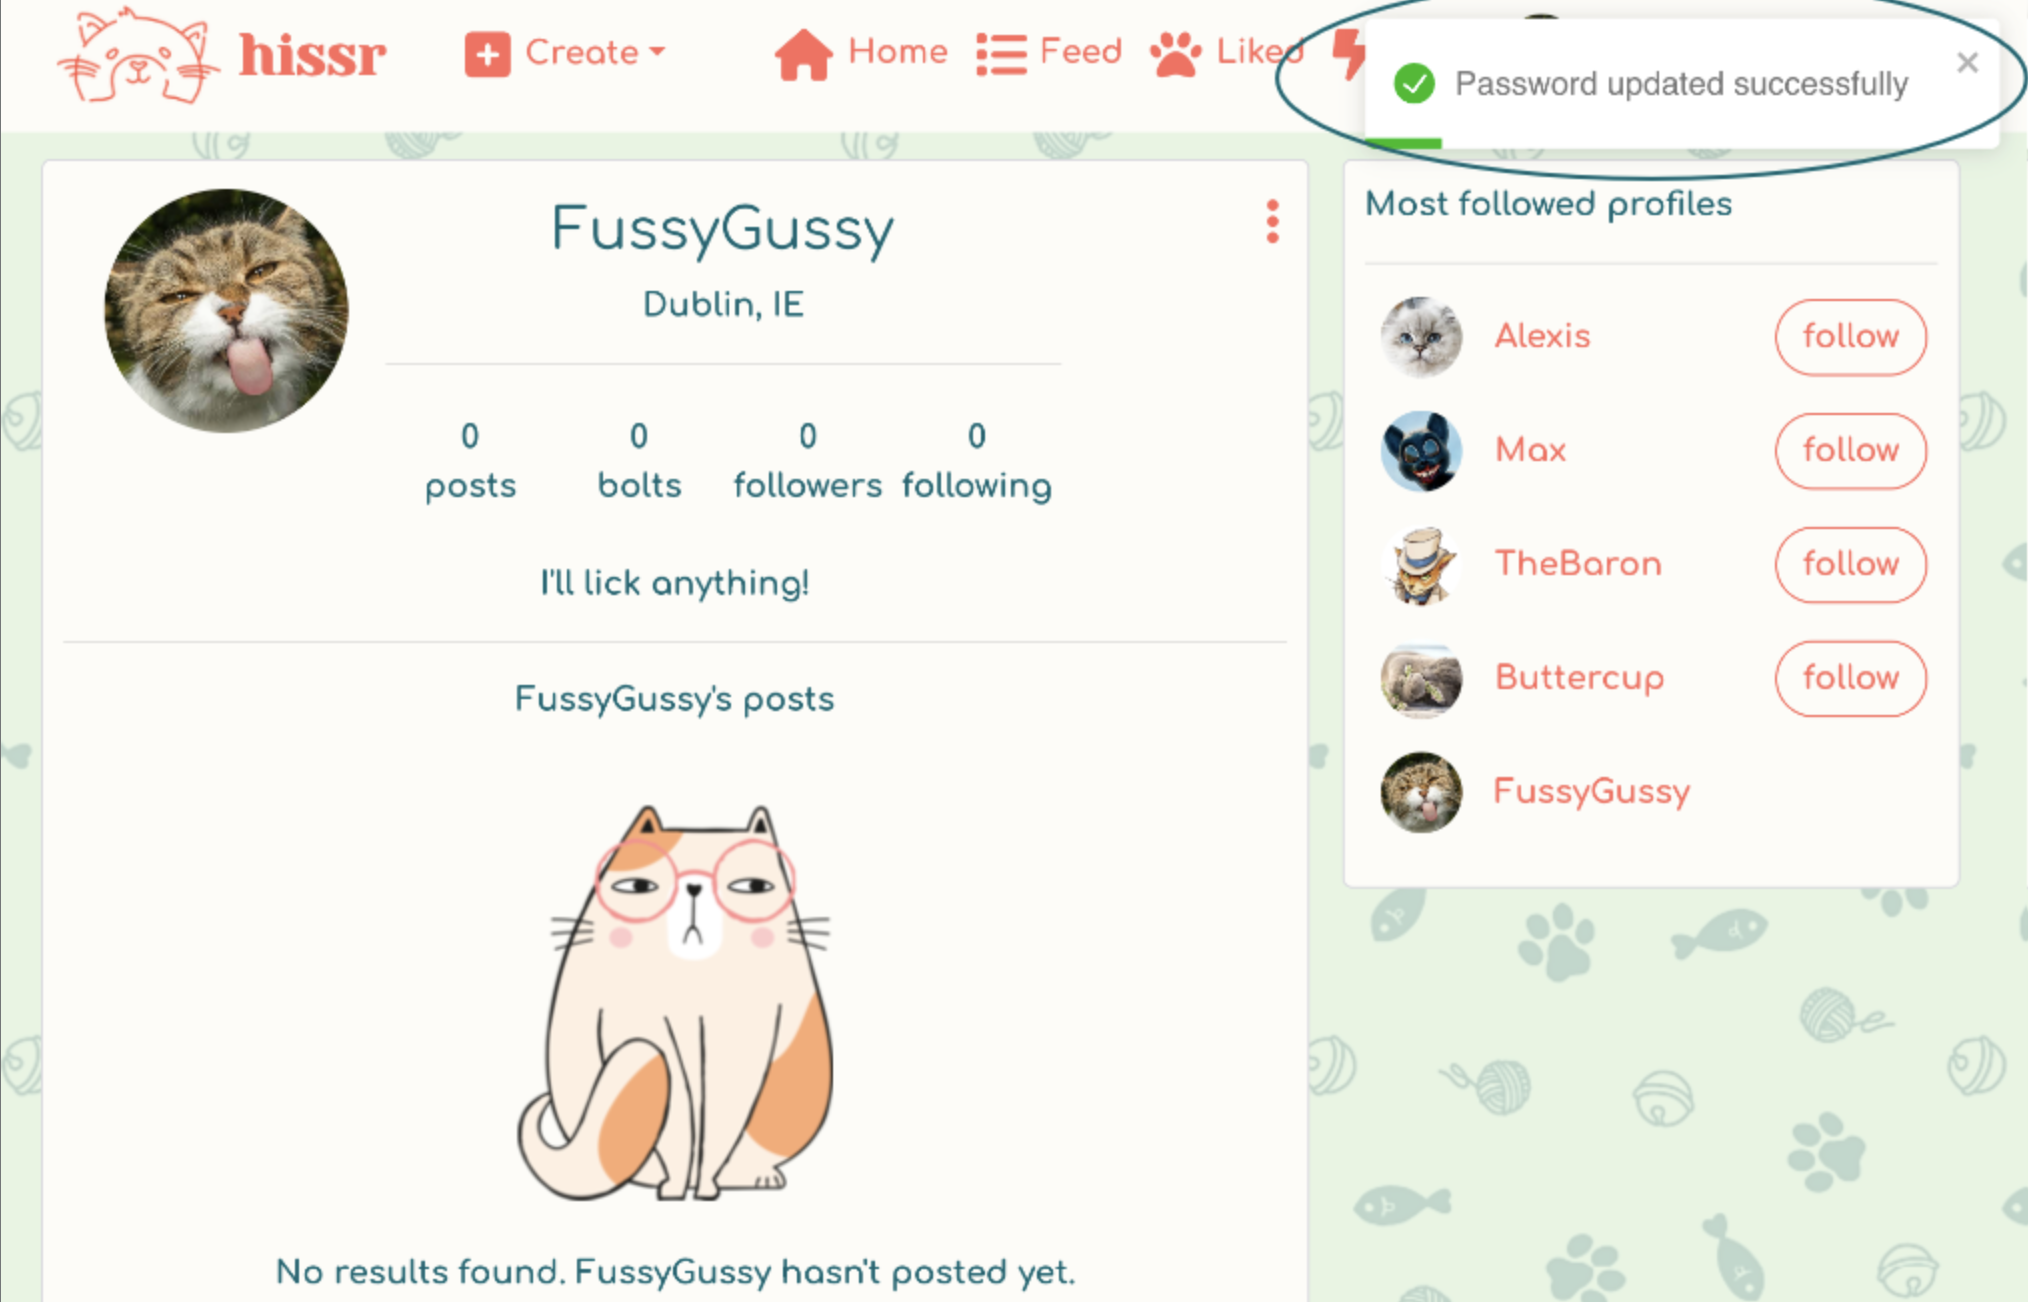 hissr
Create
Home
Feed
Liked
Password updated successfully
FussyGussy
Dublin, IE
0 0 0 0
posts bolts followers following
I'll lick anything!
FussyGussy's posts
No results found. FussyGussy hasn't posted yet.
Most followed profiles
Alexis follow
Max follow
TheBaron follow
Buttercup follow
FussyGussy